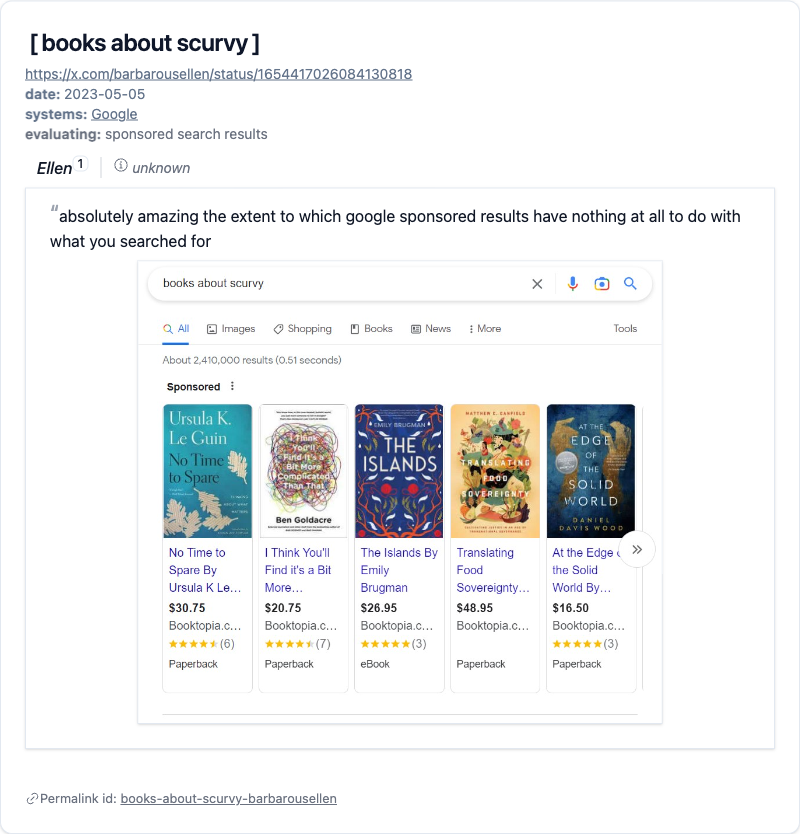 [books about scurvy]
https://x.com/barbarousellen/status/1654417026084130818
date: 2023-05-05
systems: Google
evaluating: sponsored search results
Ellen 1
unknown
“absolutely amazing the extent to which google sponsored results have nothing at all to do with
what you searched for
books about scurvy
All Images Shopping Books News More Tools
About 2,410,000 results (0.51 seconds)
Sponsored
Ursula K.
Le Guin
No Time
to Spare
I Think
You'll
Find It's a
Bit More
Complicated
Than That
Ben Goldacre
EMILY BRUGMAN
THE
ISLANDS
MATTHEW C. CANFIELD
TRANSLATING
FOOD
SOVEREIGNTY
AT THE
EDGE
OF
THE
SOLID
WORLD
DANIEL
DAVIS WOOD
No Time to
Spare By
Ursula K Le...
$30.75
Booktopia.c...
(6)
Paperback
I Think You'll
Find it's a Bit
More...
$20.75
Booktopia.c...
(7)
Paperback
The Islands By
Emily
Brugman
$26.95
Booktopia.c...
(3)
eBook
Translating
Food
Sovereignty...
$48.95
Booktopia.c...
Paperback
At the Edge
the Solid
World By...
$16.50
Booktopia.c...
(3)
Paperback
Permalink id: books-about-scurvy-barbarousellen